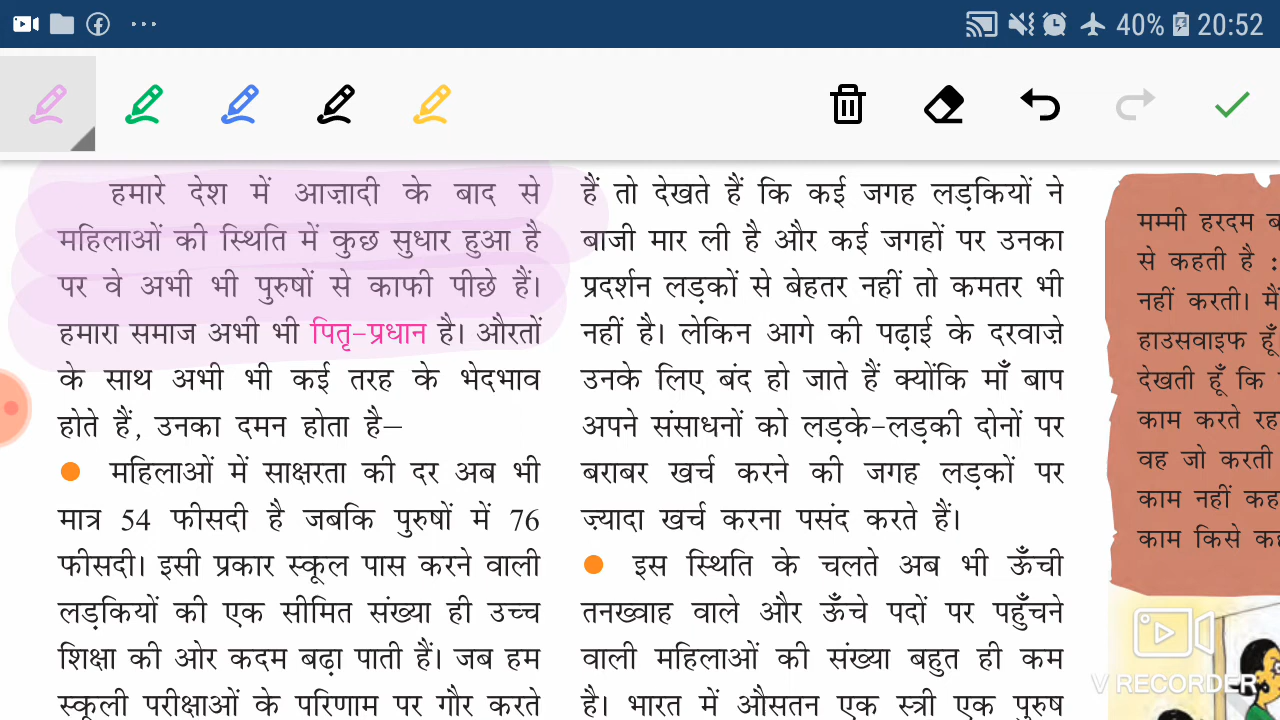 40% 20:52
हमारे देश में आज़ादी के बाद से
महिलाओं की स्थिति में कुछ सुधार हुआ है
पर वे अभी भी पुरुषों से काफी पीछे हैं।
हमारा समाज अभी भी पितृ-प्रधान है। औरतों
के साथ अभी भी कई तरह के भेदभाव
होते हैं, उनका दमन होता है—
● महिलाओं में साक्षरता की दर अब भी
मात्र 54 फीसदी है जबकि पुरुषों में 76
फीसदी। इसी प्रकार स्कूल पास करने वाली
लड़कियों की एक सीमित संख्या ही उच्च
शिक्षा की ओर कदम बढ़ा पाती हैं। जब हम
स्कूली परीक्षाओं के परिणाम पर गौर करते
हैं तो देखते हैं कि कई जगह लड़कियों ने
बाजी मार ली है और कई जगहों पर उनका
प्रदर्शन लड़कों से बेहतर नहीं तो कमतर भी
नहीं है। लेकिन आगे की पढ़ाई के दरवाज़े
उनके लिए बंद हो जाते हैं क्योंकि माँ बाप
अपने संसाधनों को लड़के-लड़की दोनों पर
बराबर खर्च करने की जगह लड़कों पर
ज़्यादा खर्च करना पसंद करते हैं।
● इस स्थिति के चलते अब भी ऊँची
तनख्वाह वाले और ऊँचे पदों पर पहुँचने
वाली महिलाओं की संख्या बहुत ही कम
है। भारत में औसतन एक स्त्री एक पुरुष
मम्मी हरदम
से कहती है :
नहीं करती।
हाउसवाइफ हूँ
देखती हूँ कि
काम करते
वह जो करती
काम नहीं
काम किसे
V RECORDER